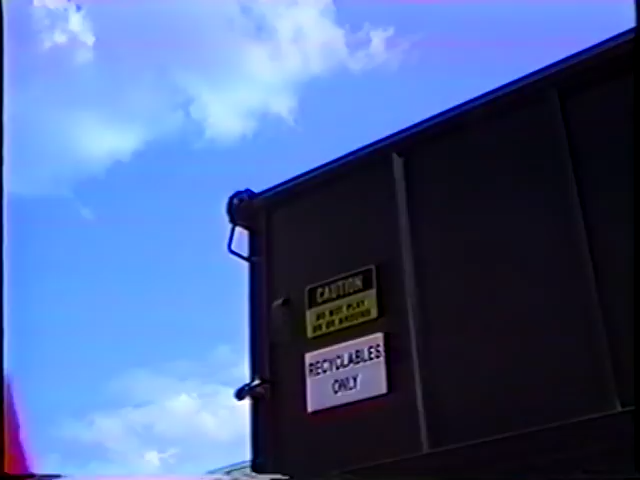 CAUTION
DO NOT PLAY
ON OR AROUND
RECYCLABLES
ONLY